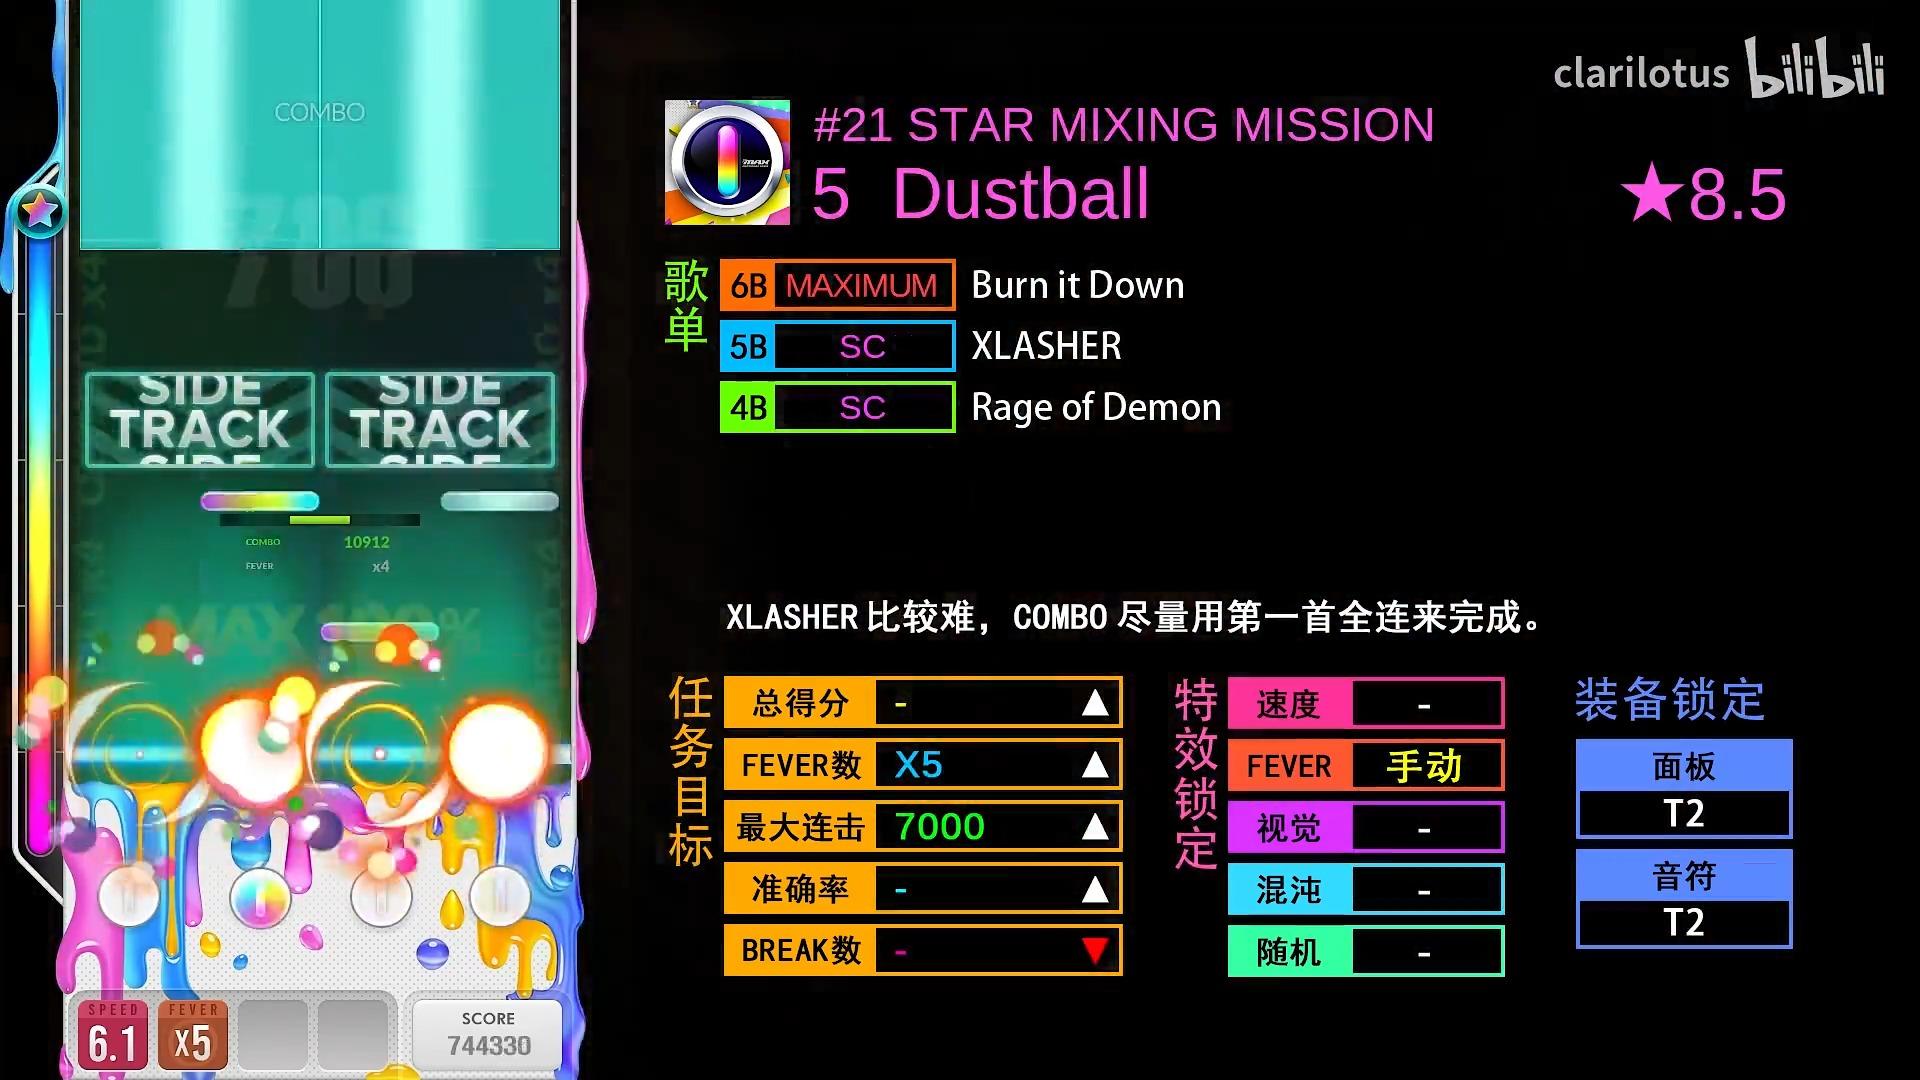 COMBO
SIDE
TRACK
SIDE
SIDE
TRACK
SIDE
COMBO 10912
FEVER x4
SPEED
6.1
FEVER
x5
SCORE
744330
clarilotus bilibili
#21 STAR MIXING MISSION
5 Dustball
★8.5
歌单
6B MAXIMUM Burn it Down
5B SC XLASHER
4B SC Rage of Demon
XLASHER 比较难，COMBO 尽量用第一首全连来完成。
任务目标
总得分 - ▲
FEVER数 X5 ▲
最大连击 7000 ▲
准确率 - ▲
BREAK数 - ▼
特效锁定
速度 -
FEVER 手动
视觉 -
混沌 -
随机 -
装备锁定
面板
T2
音符
T2